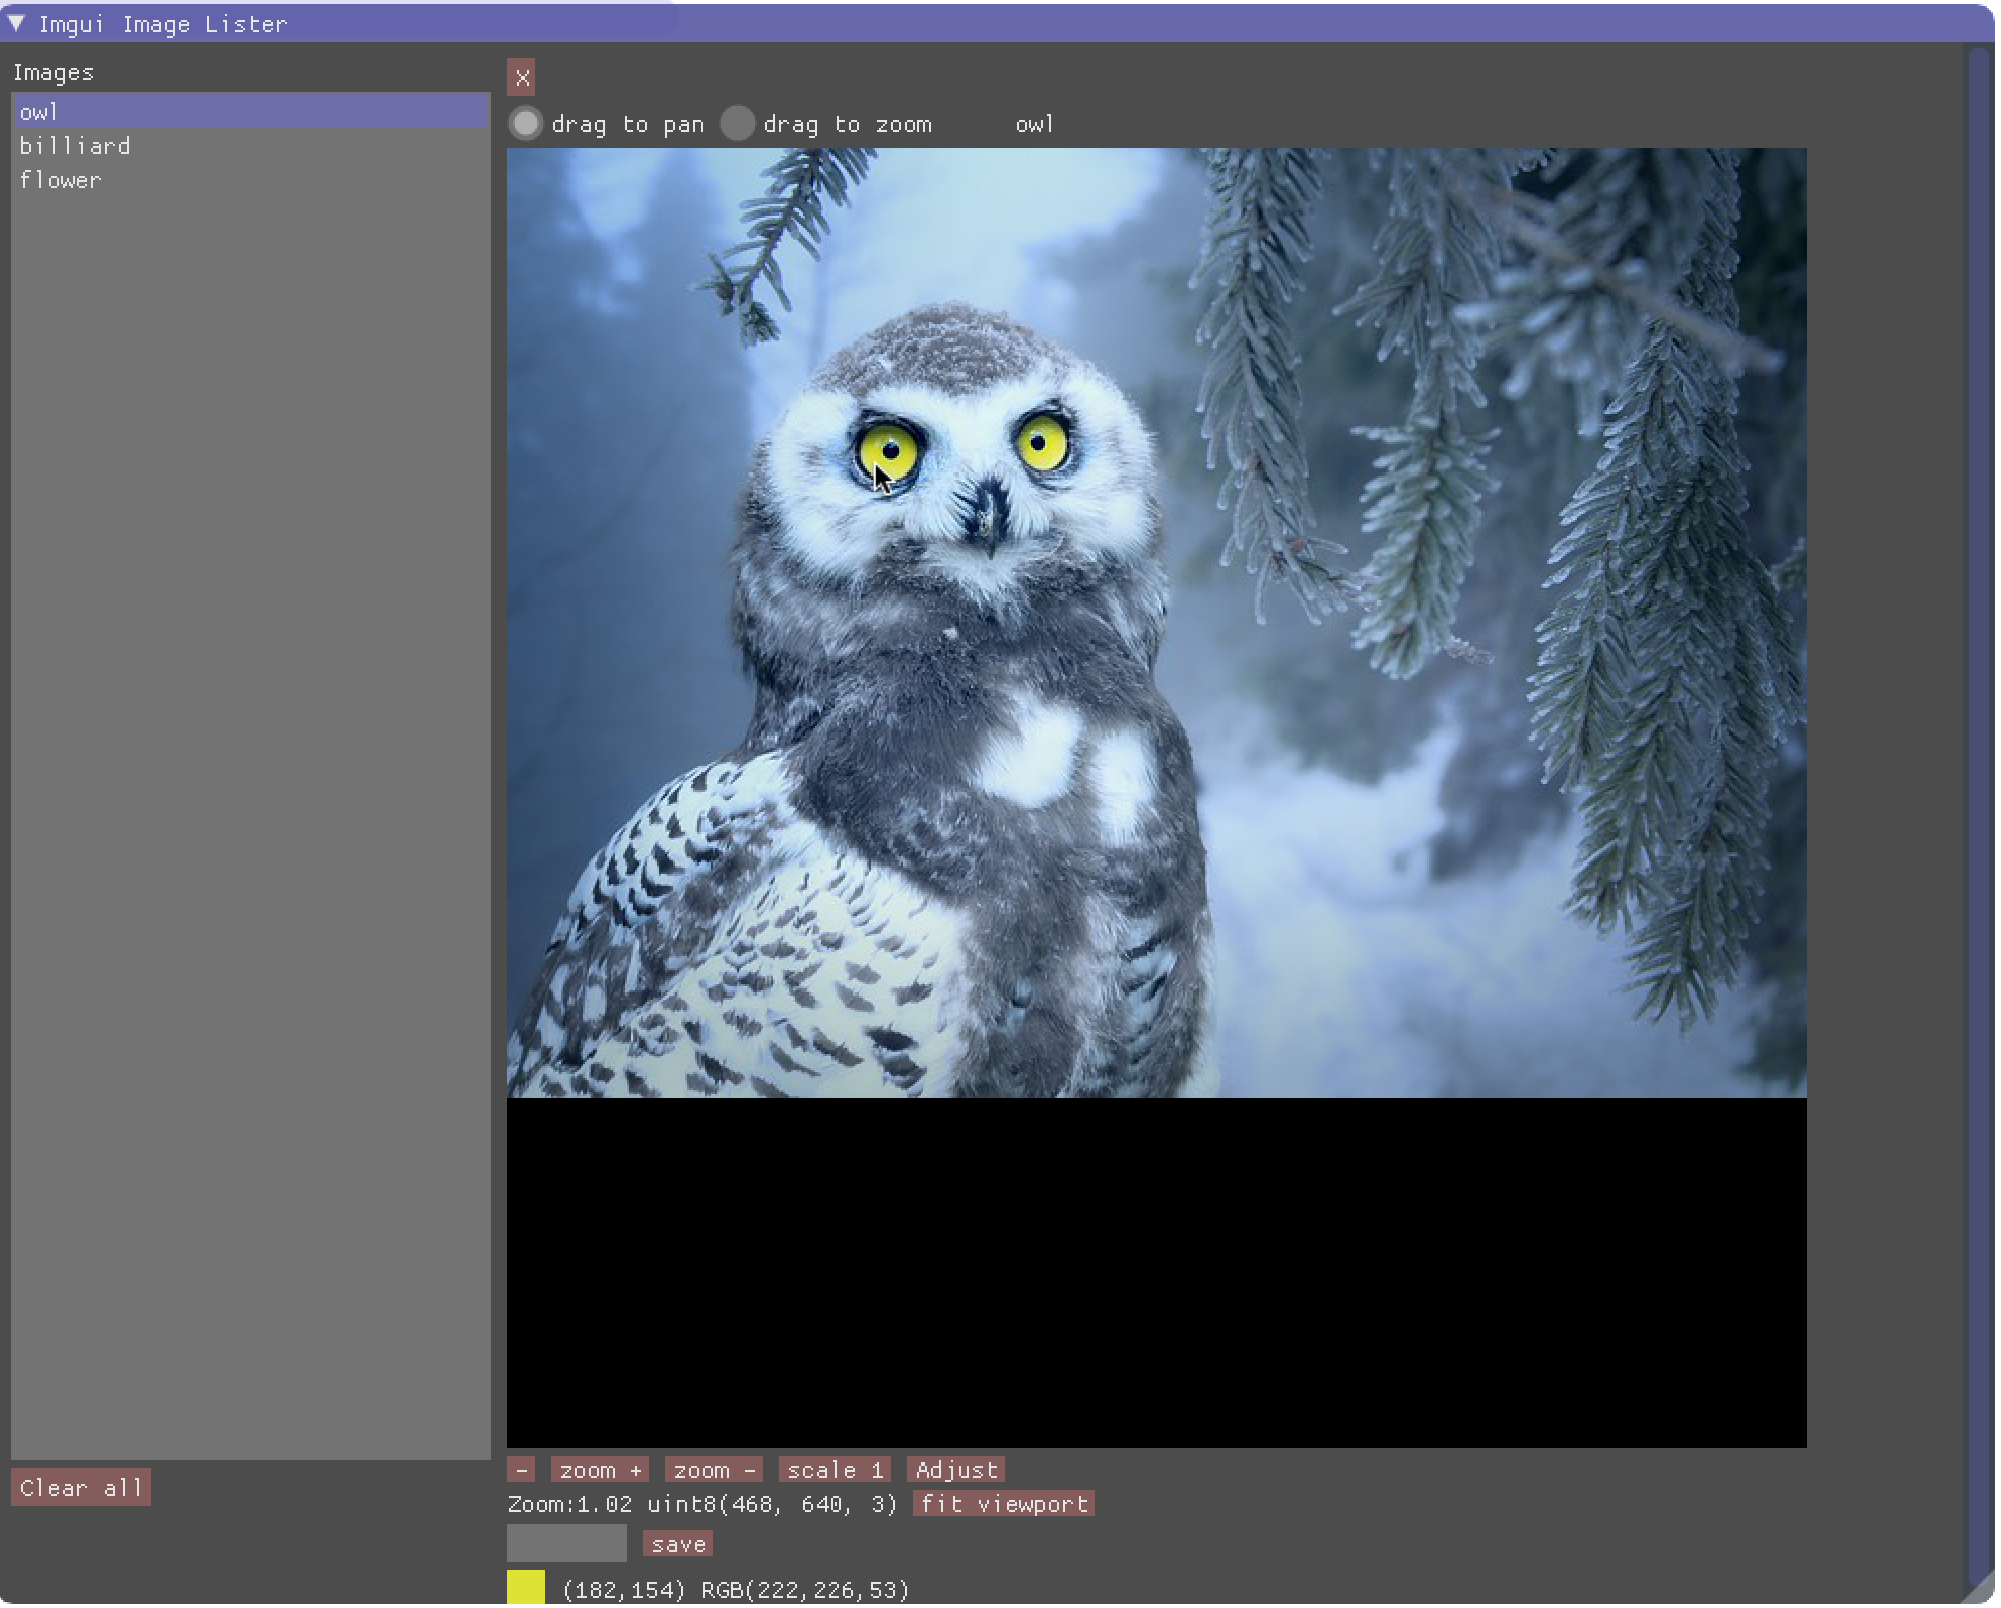 Imgui Image Lister
Images
owl
billiard
flower
Clear all
X
drag to pan drag to zoom owl
- zoom + zoom - scale 1 Adjust
Zoom:1.02 uint8(468, 640, 3) fit viewport
save
(182,154) RGB(222,226,53)